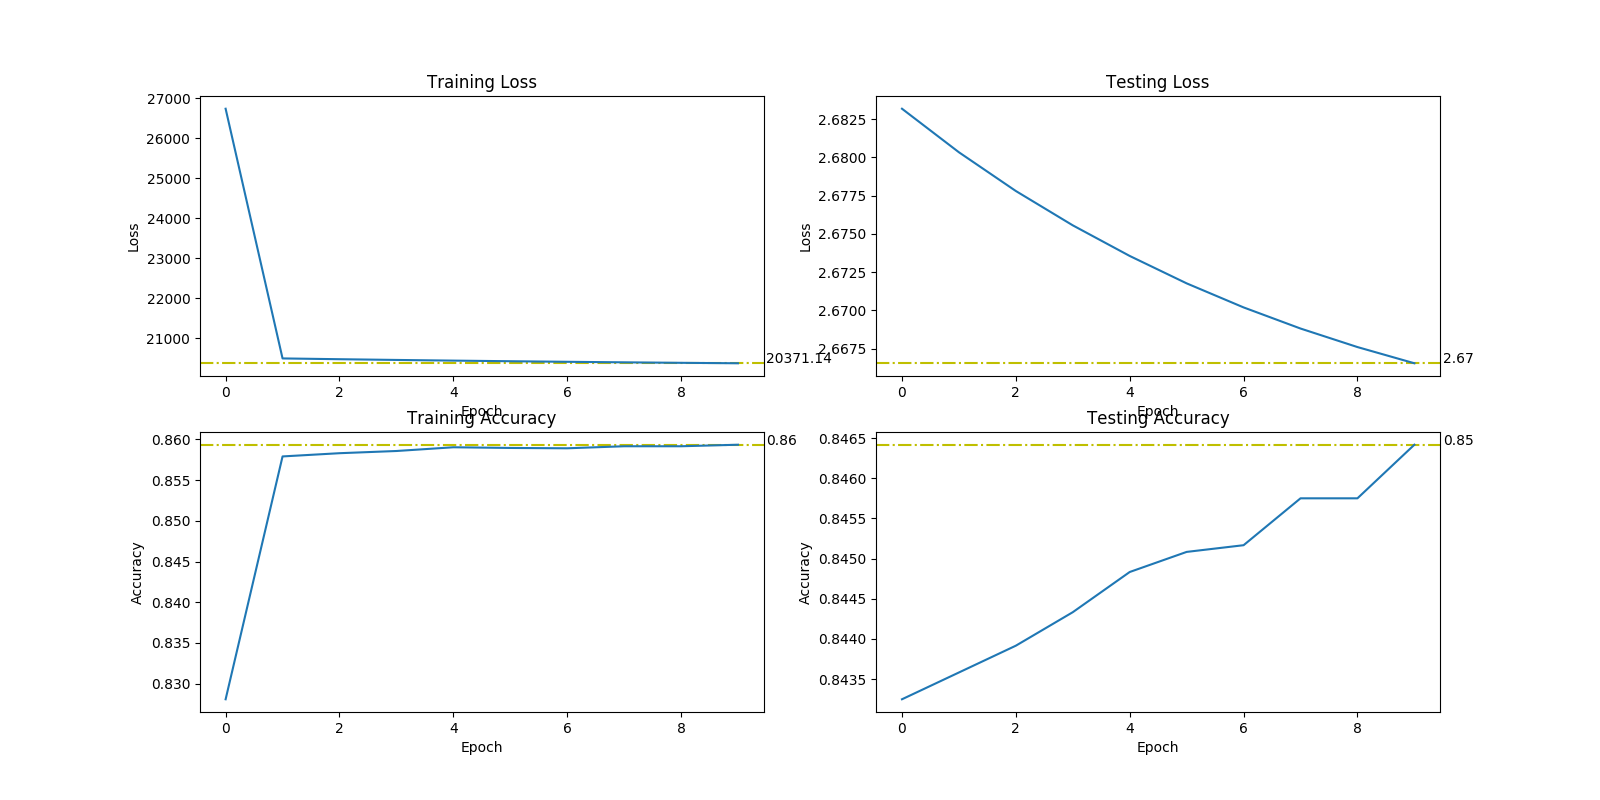 Training Loss
27000
26000
25000
24000
23000
22000
21000
Loss
20371.14
0 2 4 6 8
Epoch
Testing Loss
2.6825
2.6800
2.6775
2.6750
2.6725
2.6700
2.6675
Loss
2.67
0 2 4 6 8
Epoch
Training Accuracy
0.860
0.855
0.850
0.845
0.840
0.835
0.830
Accuracy
0.86
0 2 4 6 8
Epoch
Testing Accuracy
0.8465
0.8460
0.8455
0.8450
0.8445
0.8440
0.8435
Accuracy
0.85
0 2 4 6 8
Epoch